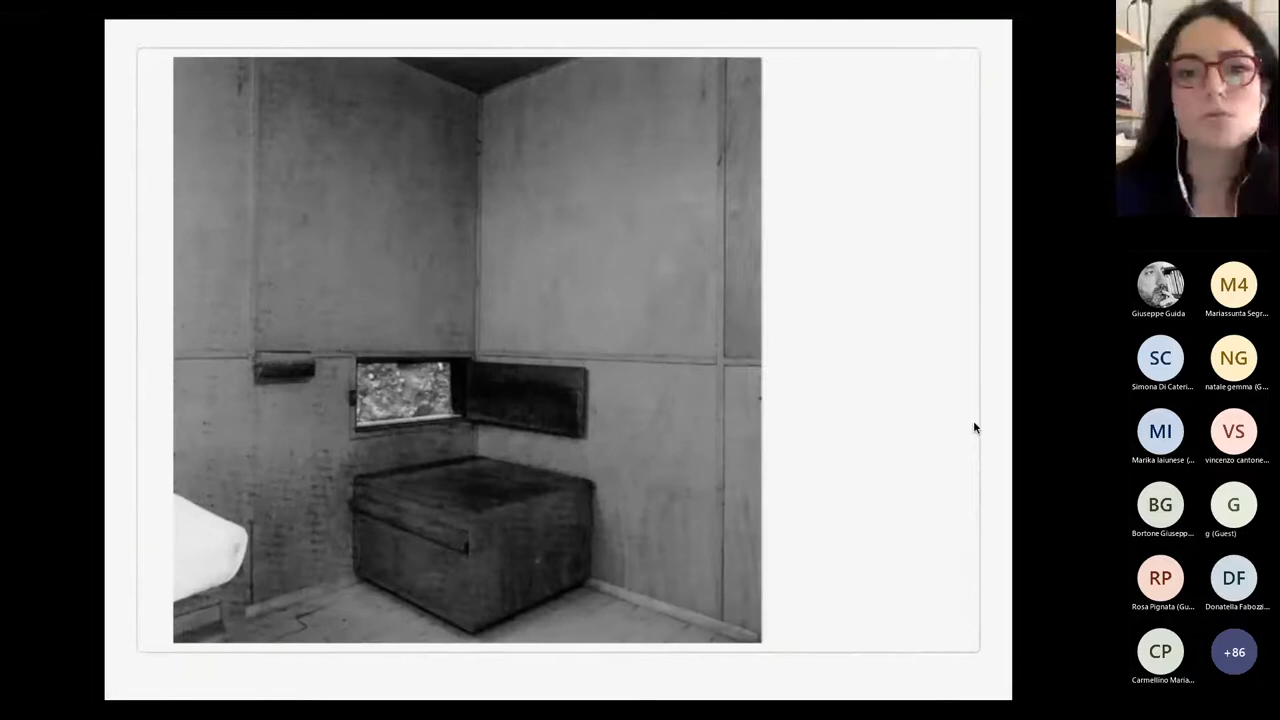 Giuseppe Guida
M4
Mariassunta Segr...
SC
Simona Di Cateri...
NG
natale gemma (G...
MI
Marika Iaiunese (...
VS
vincenzo cantone...
BG
Bortone Giusepp...
G
g (Guest)
RP
Rosa Pignata (Gu...
DF
Donatella Fabozzi...
CP
Carmellino Maria...
+86